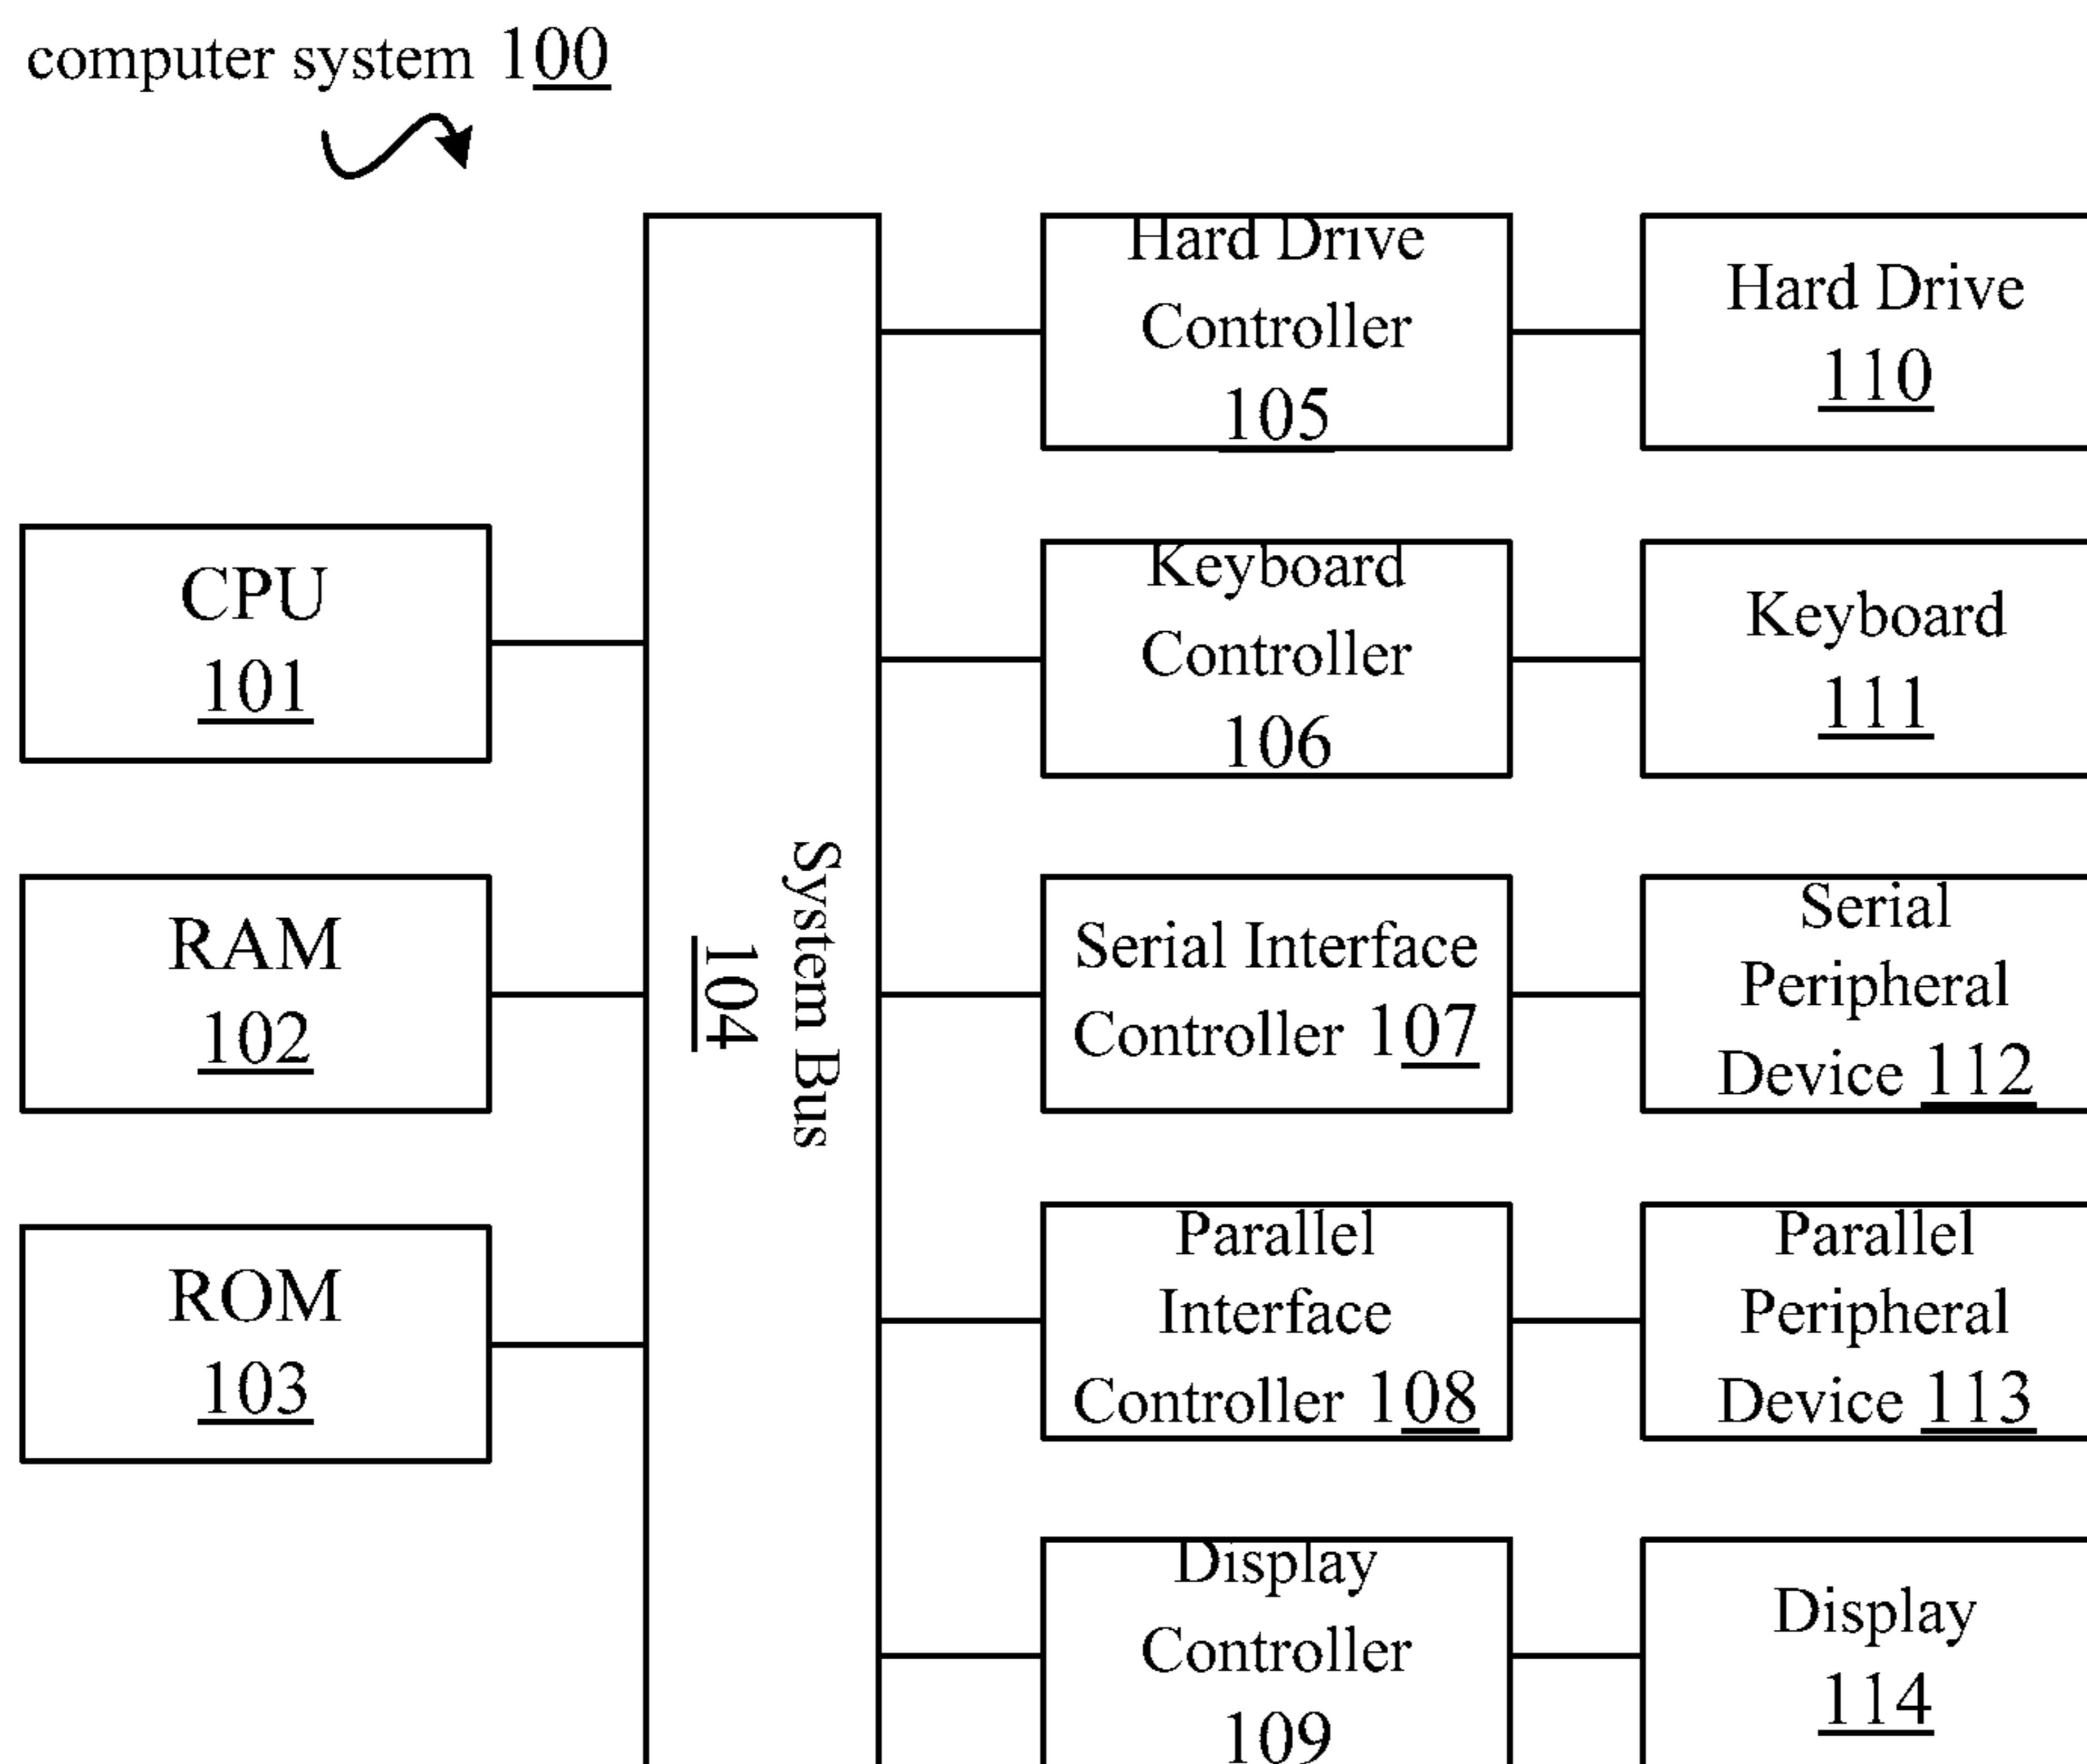 computer system 100
CPU
101
RAM
102
ROM
103
System Bus
104
Hard Drive
Controller
105
Hard Drive
110
Keyboard
Controller
106
Keyboard
111
Serial Interface
Controller 107
Serial
Peripheral
Device 112
Parallel
Interface
Controller 108
Parallel
Peripheral
Device 113
Display
Controller
109
Display
114